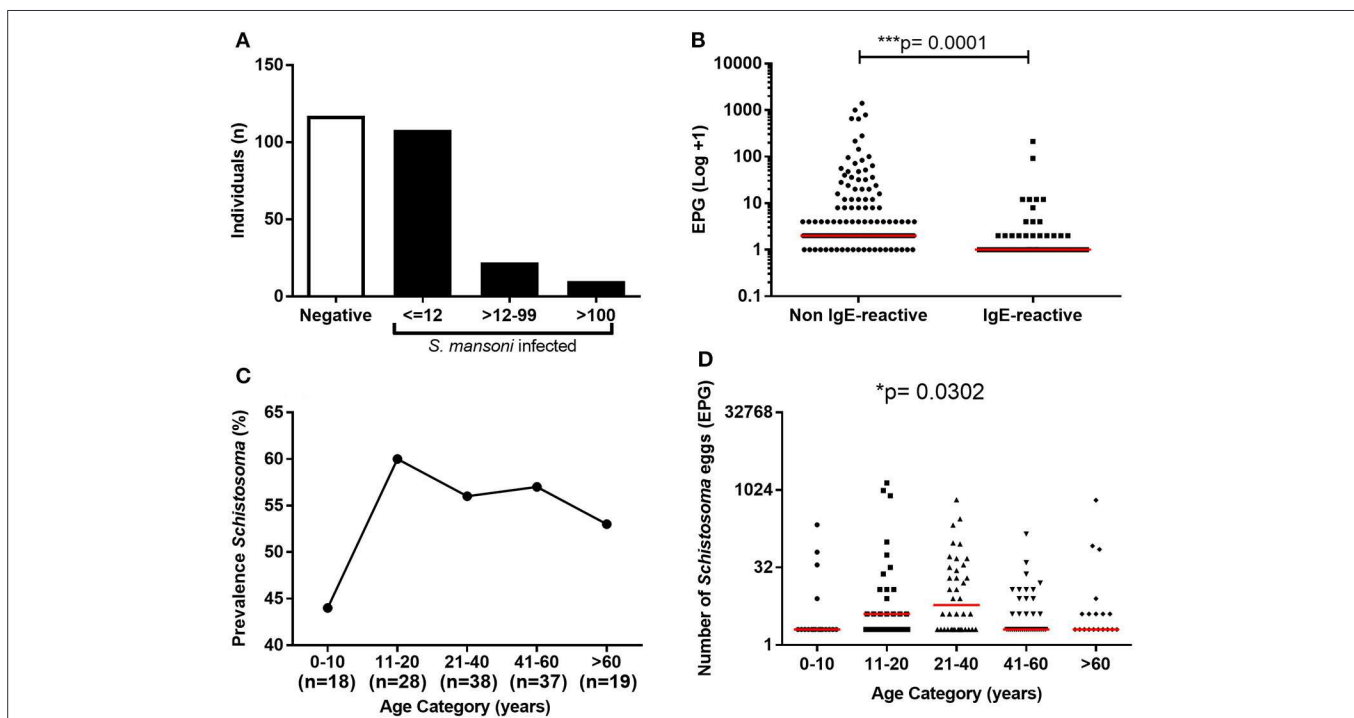 A
150
100
50
0
Individuals (n)
Negative
<=12
>12-99
>100
S. mansoni infected
B
***p= 0.0001
10000
1000
100
10
1
0.1
EPG (Log +1)
Non IgE-reactive
IgE-reactive
C
65
60
55
50
45
40
Prevalence Schistosoma (%)
0-10
11-20
21-40
41-60
>60
(n=18)
(n=28)
(n=38)
(n=37)
(n=19)
Age Category (years)
D
*p= 0.0302
32768
1024
32
1
Number of Schistosoma eggs (EPG)
0-10
11-20
21-40
41-60
>60
Age Category (years)